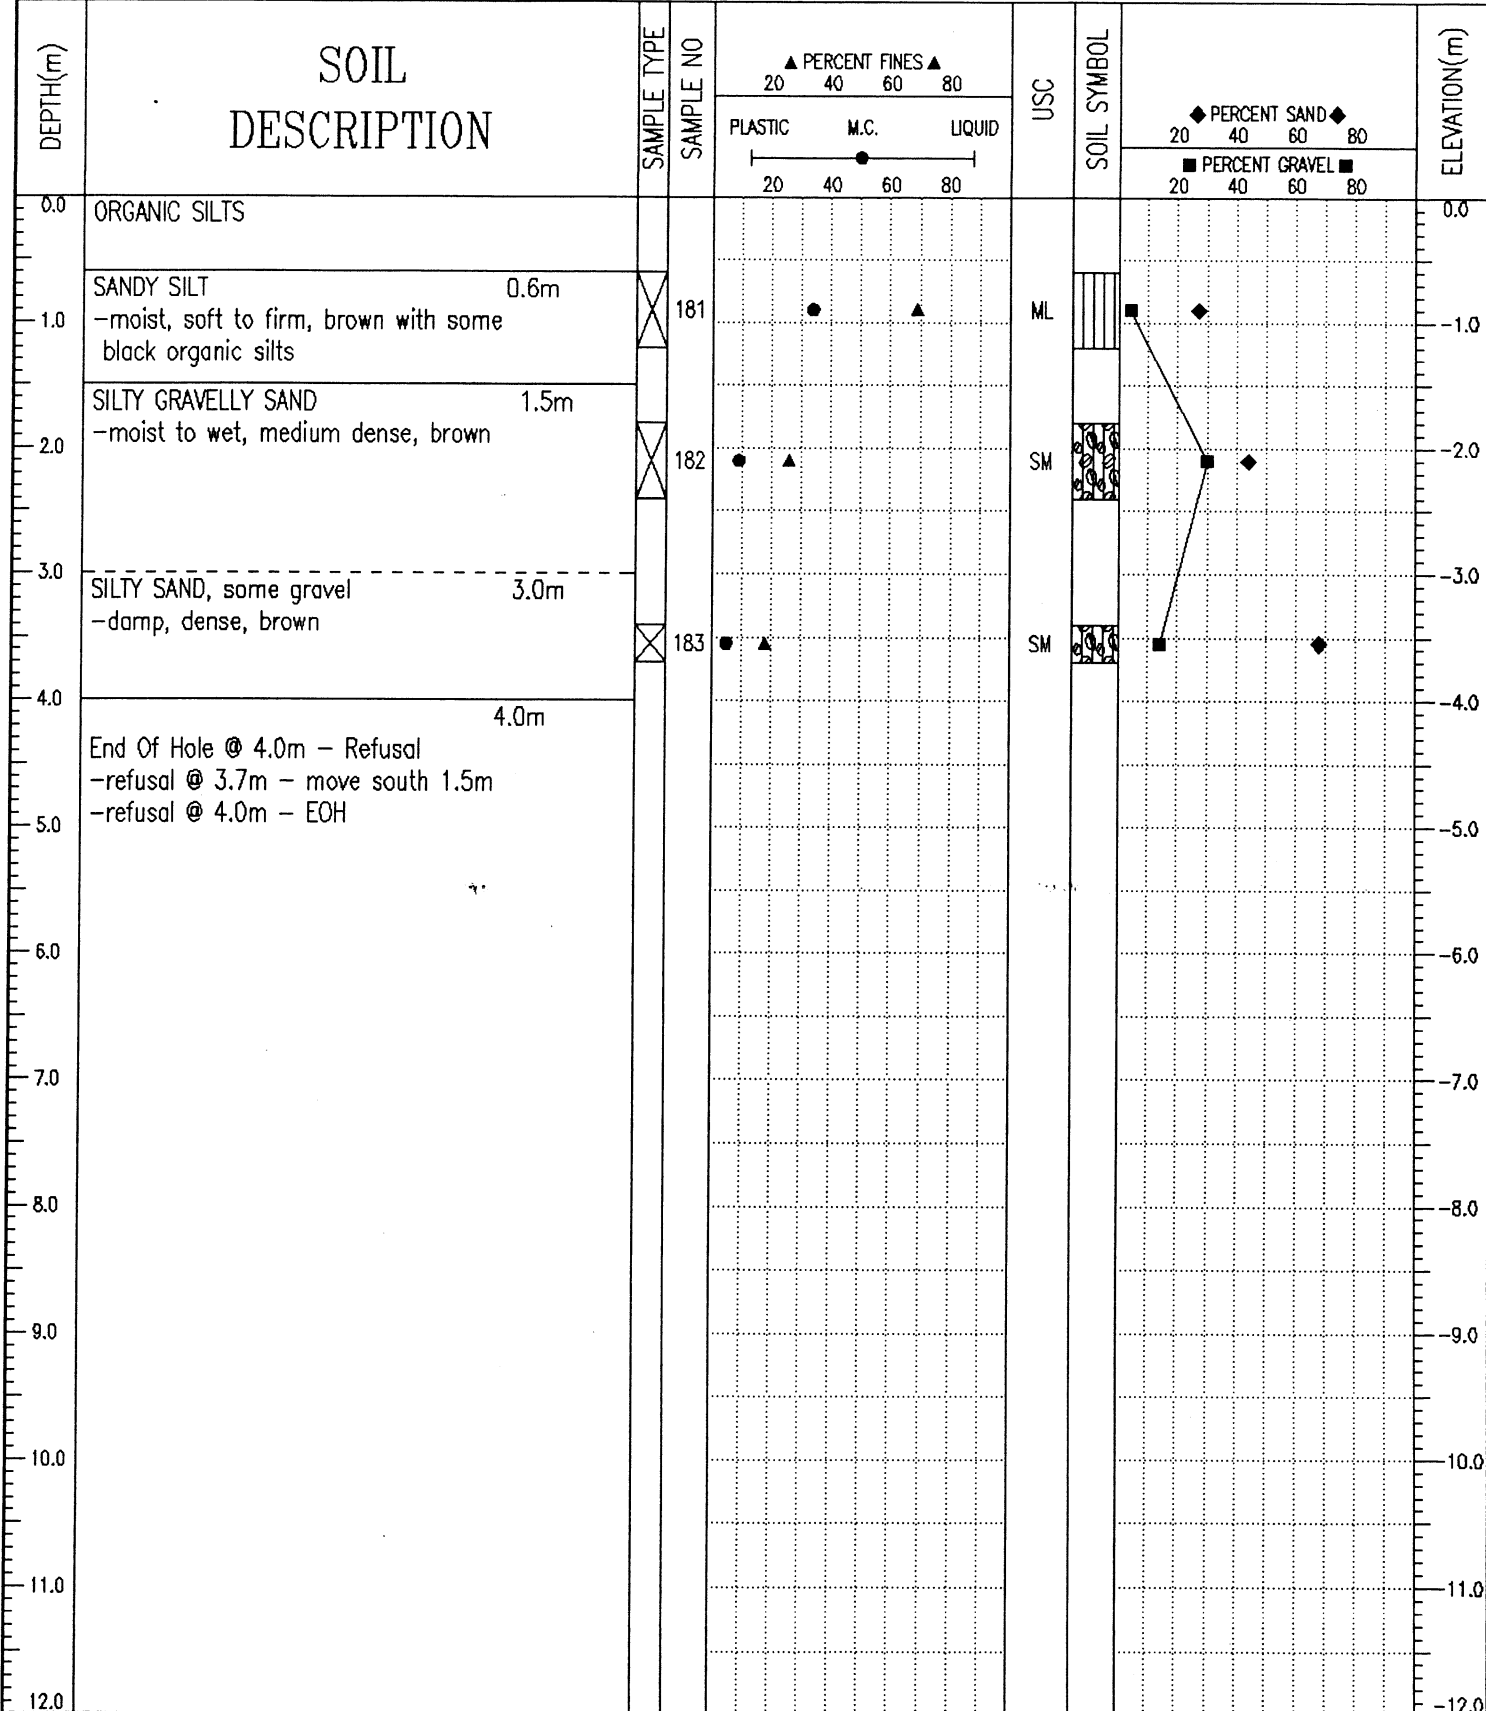 DEPTH(m)
SOIL
DESCRIPTION
SAMPLE TYPE
SAMPLE NO
▲ PERCENT FINES ▲
20 40 60 80
PLASTIC M.C. LIQUID
20 40 60 80
USC
SOIL SYMBOL
◆ PERCENT SAND ◆
20 40 60 80
■ PERCENT GRAVEL ■
20 40 60 80
ELEVATION(m)
0.0
ORGANIC SILTS
0.0
SANDY SILT 0.6m
-moist, soft to firm, brown with some
black organic silts
1.0
181
ML
-1.0
SILTY GRAVELLY SAND 1.5m
-moist to wet, medium dense, brown
2.0
182
SM
-2.0
3.0
SILTY SAND, some gravel 3.0m
-damp, dense, brown
-3.0
183
SM
4.0
4.0m
-4.0
End Of Hole @ 4.0m - Refusal
-refusal @ 3.7m - move south 1.5m
-refusal @ 4.0m - EOH
5.0
-5.0
6.0
-6.0
7.0
-7.0
8.0
-8.0
9.0
-9.0
10.0
-10.0
11.0
-11.0
12.0
-12.0